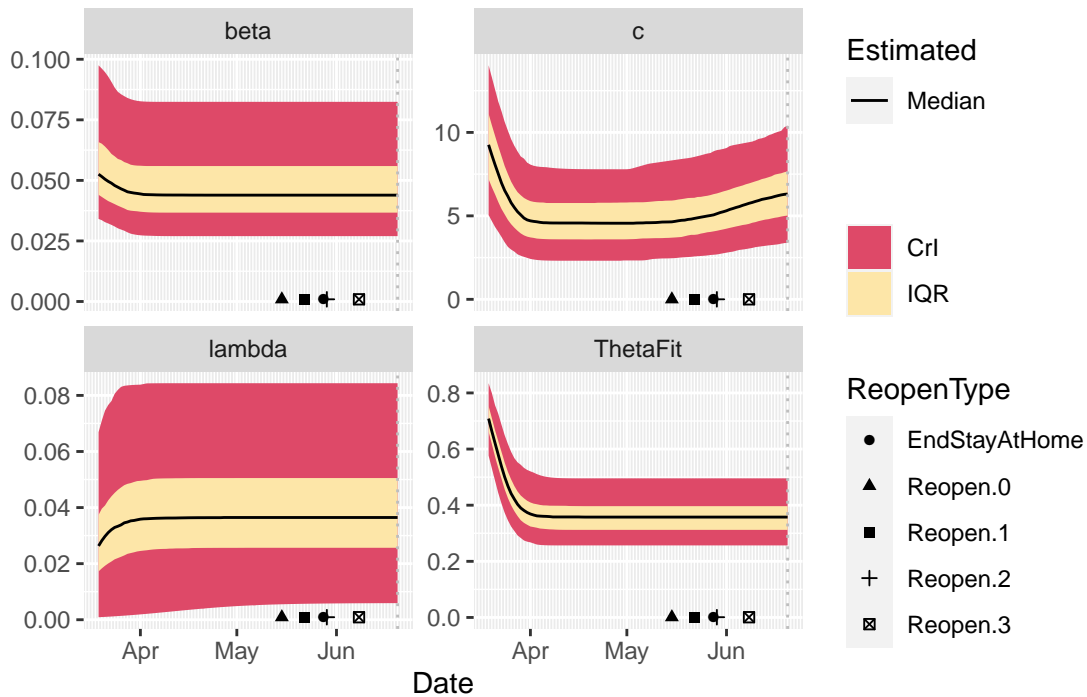 beta
c
0.100
0.075
0.050
0.025
0.000
10
5
0
lambda
ThetaFit
0.08
0.06
0.04
0.02
0.00
0.8
0.6
0.4
0.2
0.0
Apr May Jun
Apr May Jun
Date
Estimated
Median
CrI
IQR
ReopenType
EndStayAtHome
Reopen.0
Reopen.1
Reopen.2
Reopen.3